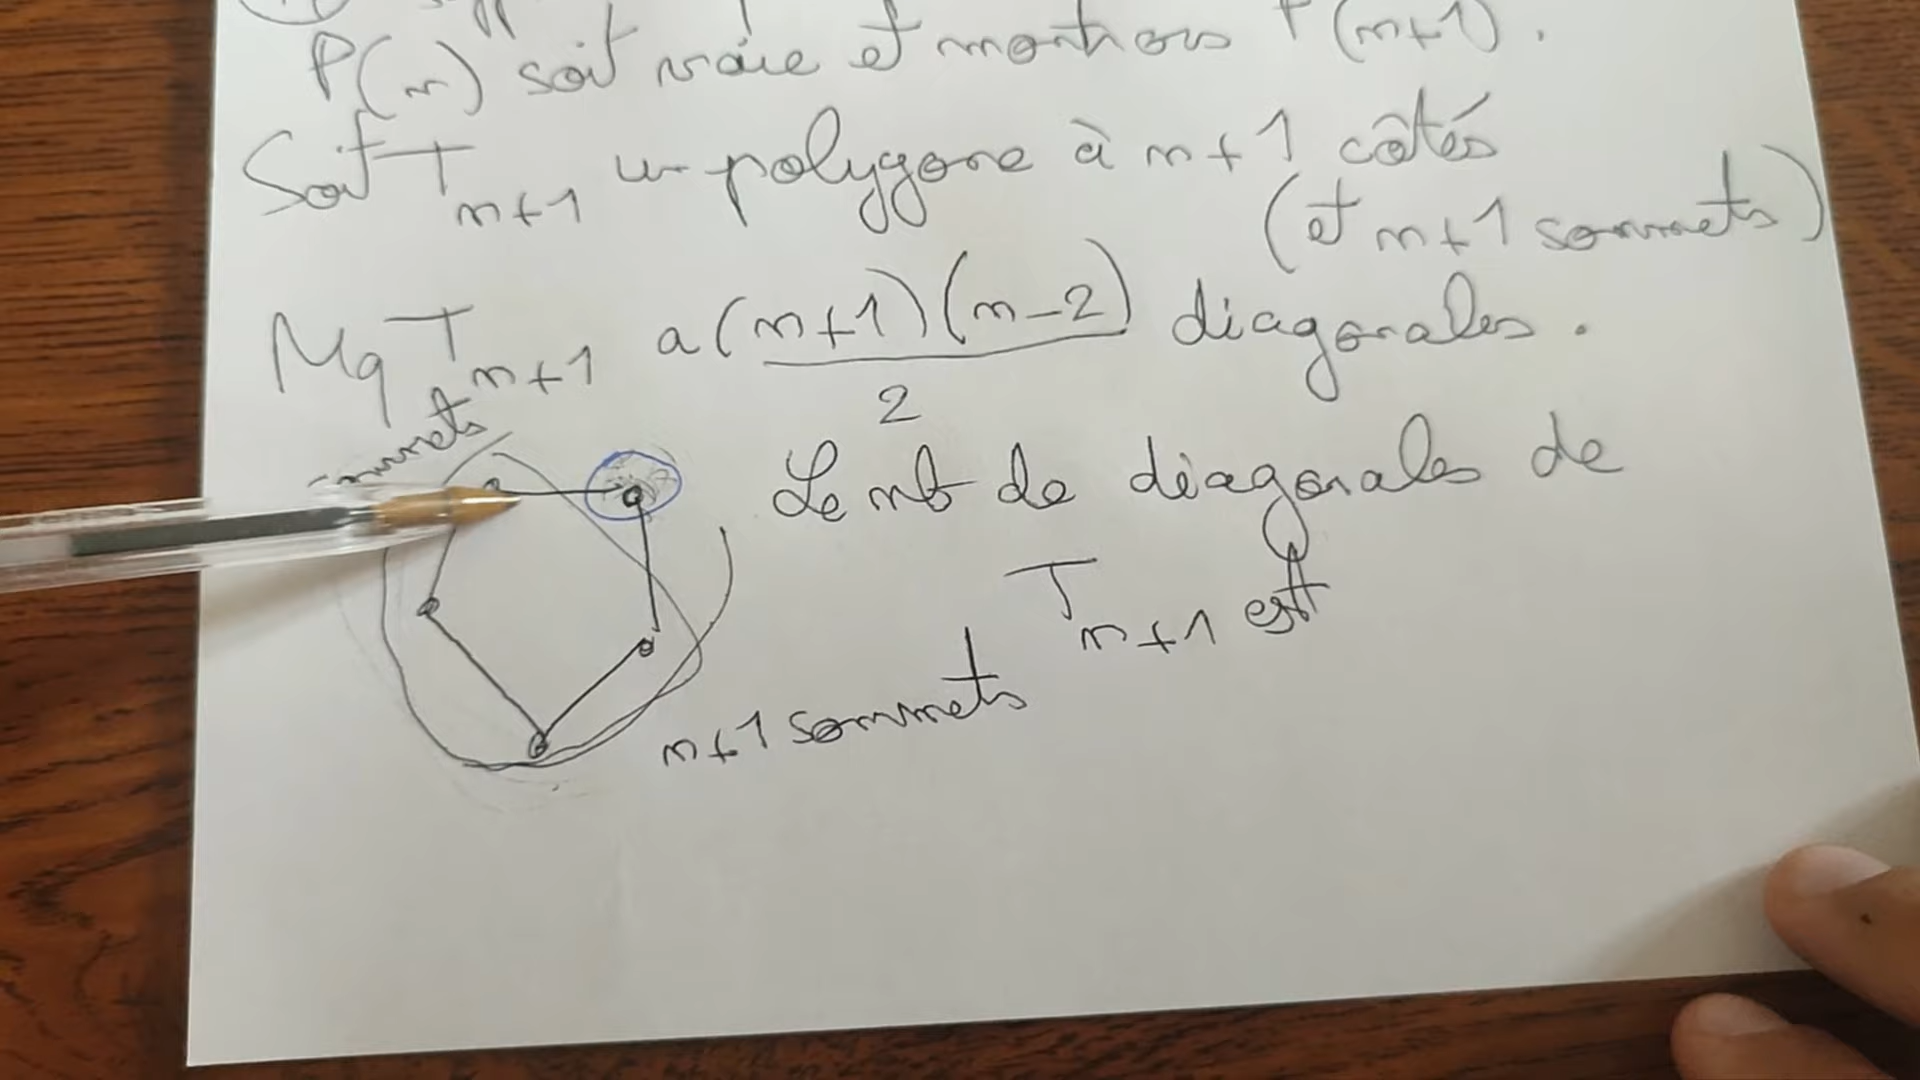 P(n) soit vraie et montrons P(n+1).
Soit T n+1 un polygone à n+1 côtés
(et n+1 sommets)
Mq T n+1 a (n+1)(n-2)/2 diagonales.
Le nb de diagonales de
T n+1 est
n+1 sommets